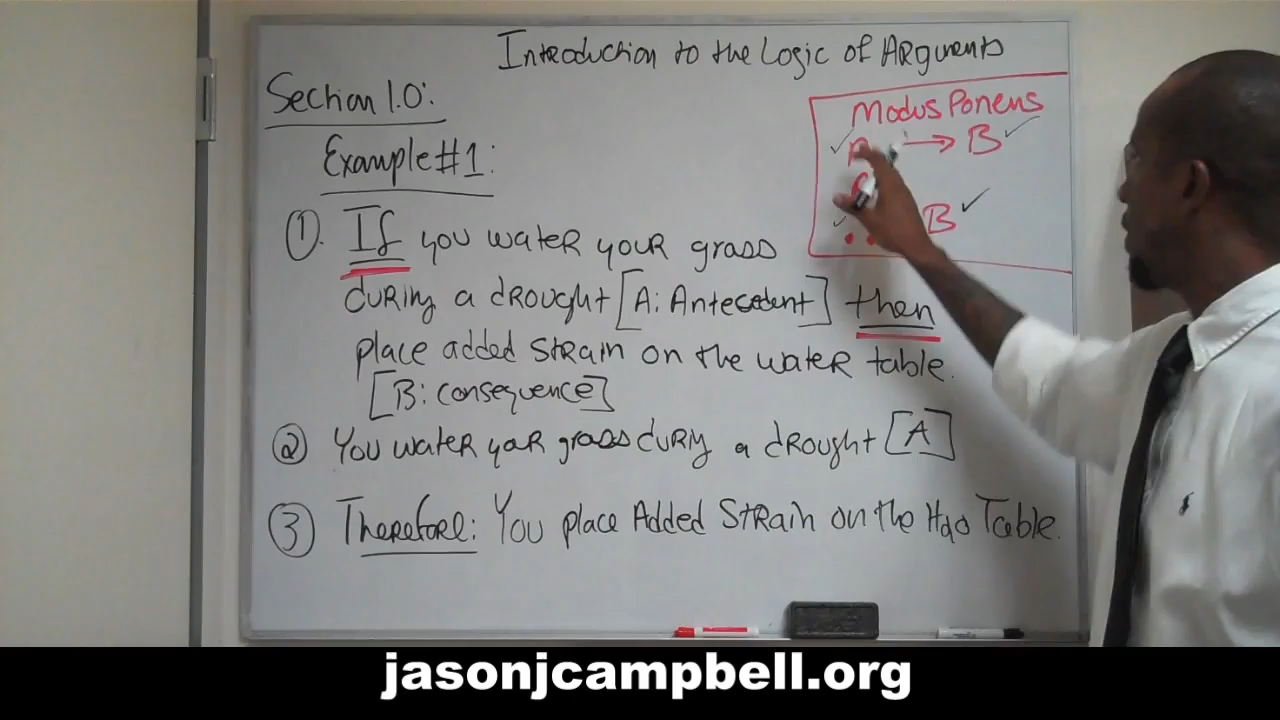 Introduction to the Logic of Arguents
Section 1.0:
Modus Ponens
A → B
B
Example #1:
①. If you water your grass
during a drought [A: Antecedent] then
place added strain on the water table.
[B: consequence]
② You water your grass during a drought [A]
③ Therefore: You place Added Strain on the H20 Table.
jasonjcampbell.org